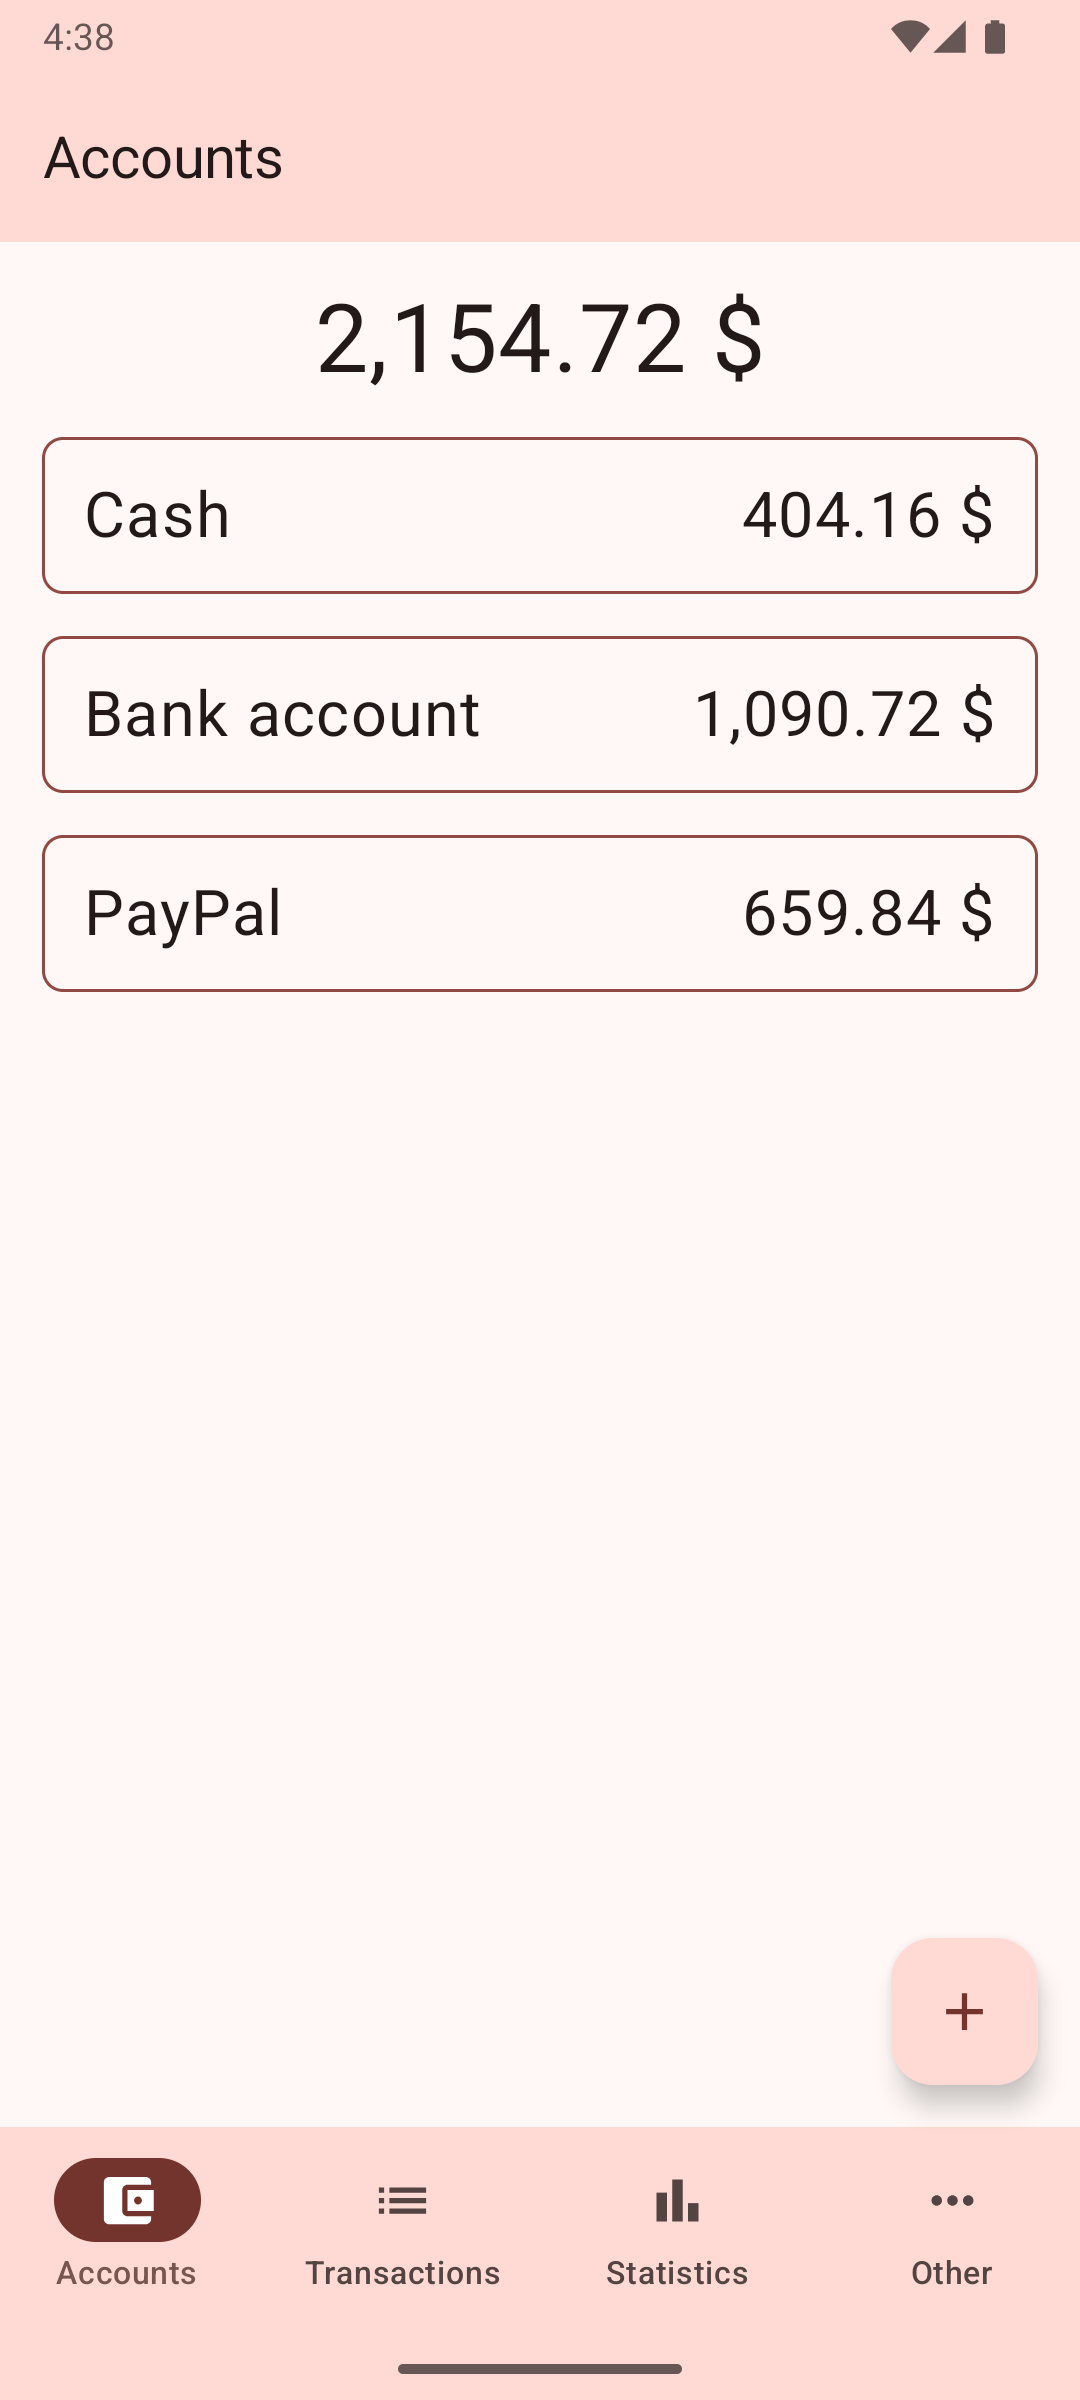 4:38
Accounts
2,154.72 $
Cash 404.16 $
Bank account 1,090.72 $
PayPal 659.84 $
Accounts Transactions Statistics Other